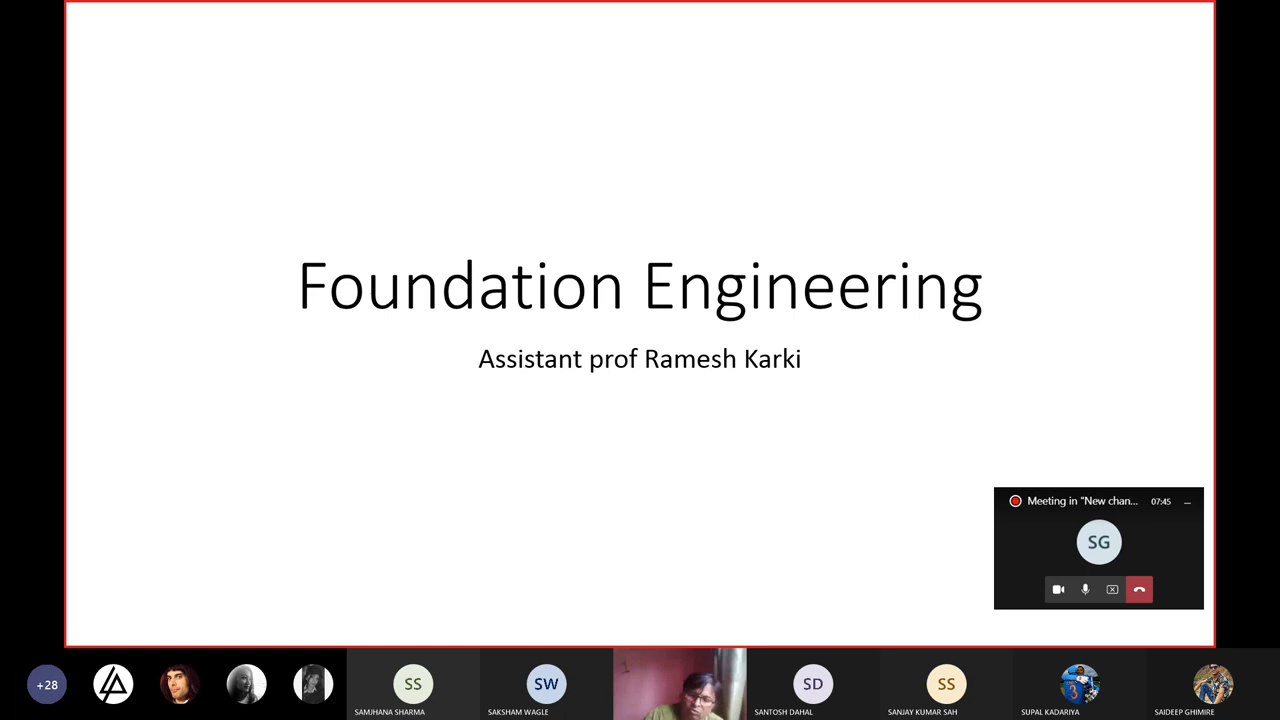 Foundation Engineering
Assistant prof Ramesh Karki
Meeting in "New chan... 07:45
SG
+28
SS
SW
SD
SS
3
SAMJHANA SHARMA
SAKSHAM WAGLE
SANTOSH DAHAL
SANJAY KUMAR SAH
SUPAL KADARIYA
SAIDEEP GHIMIRE